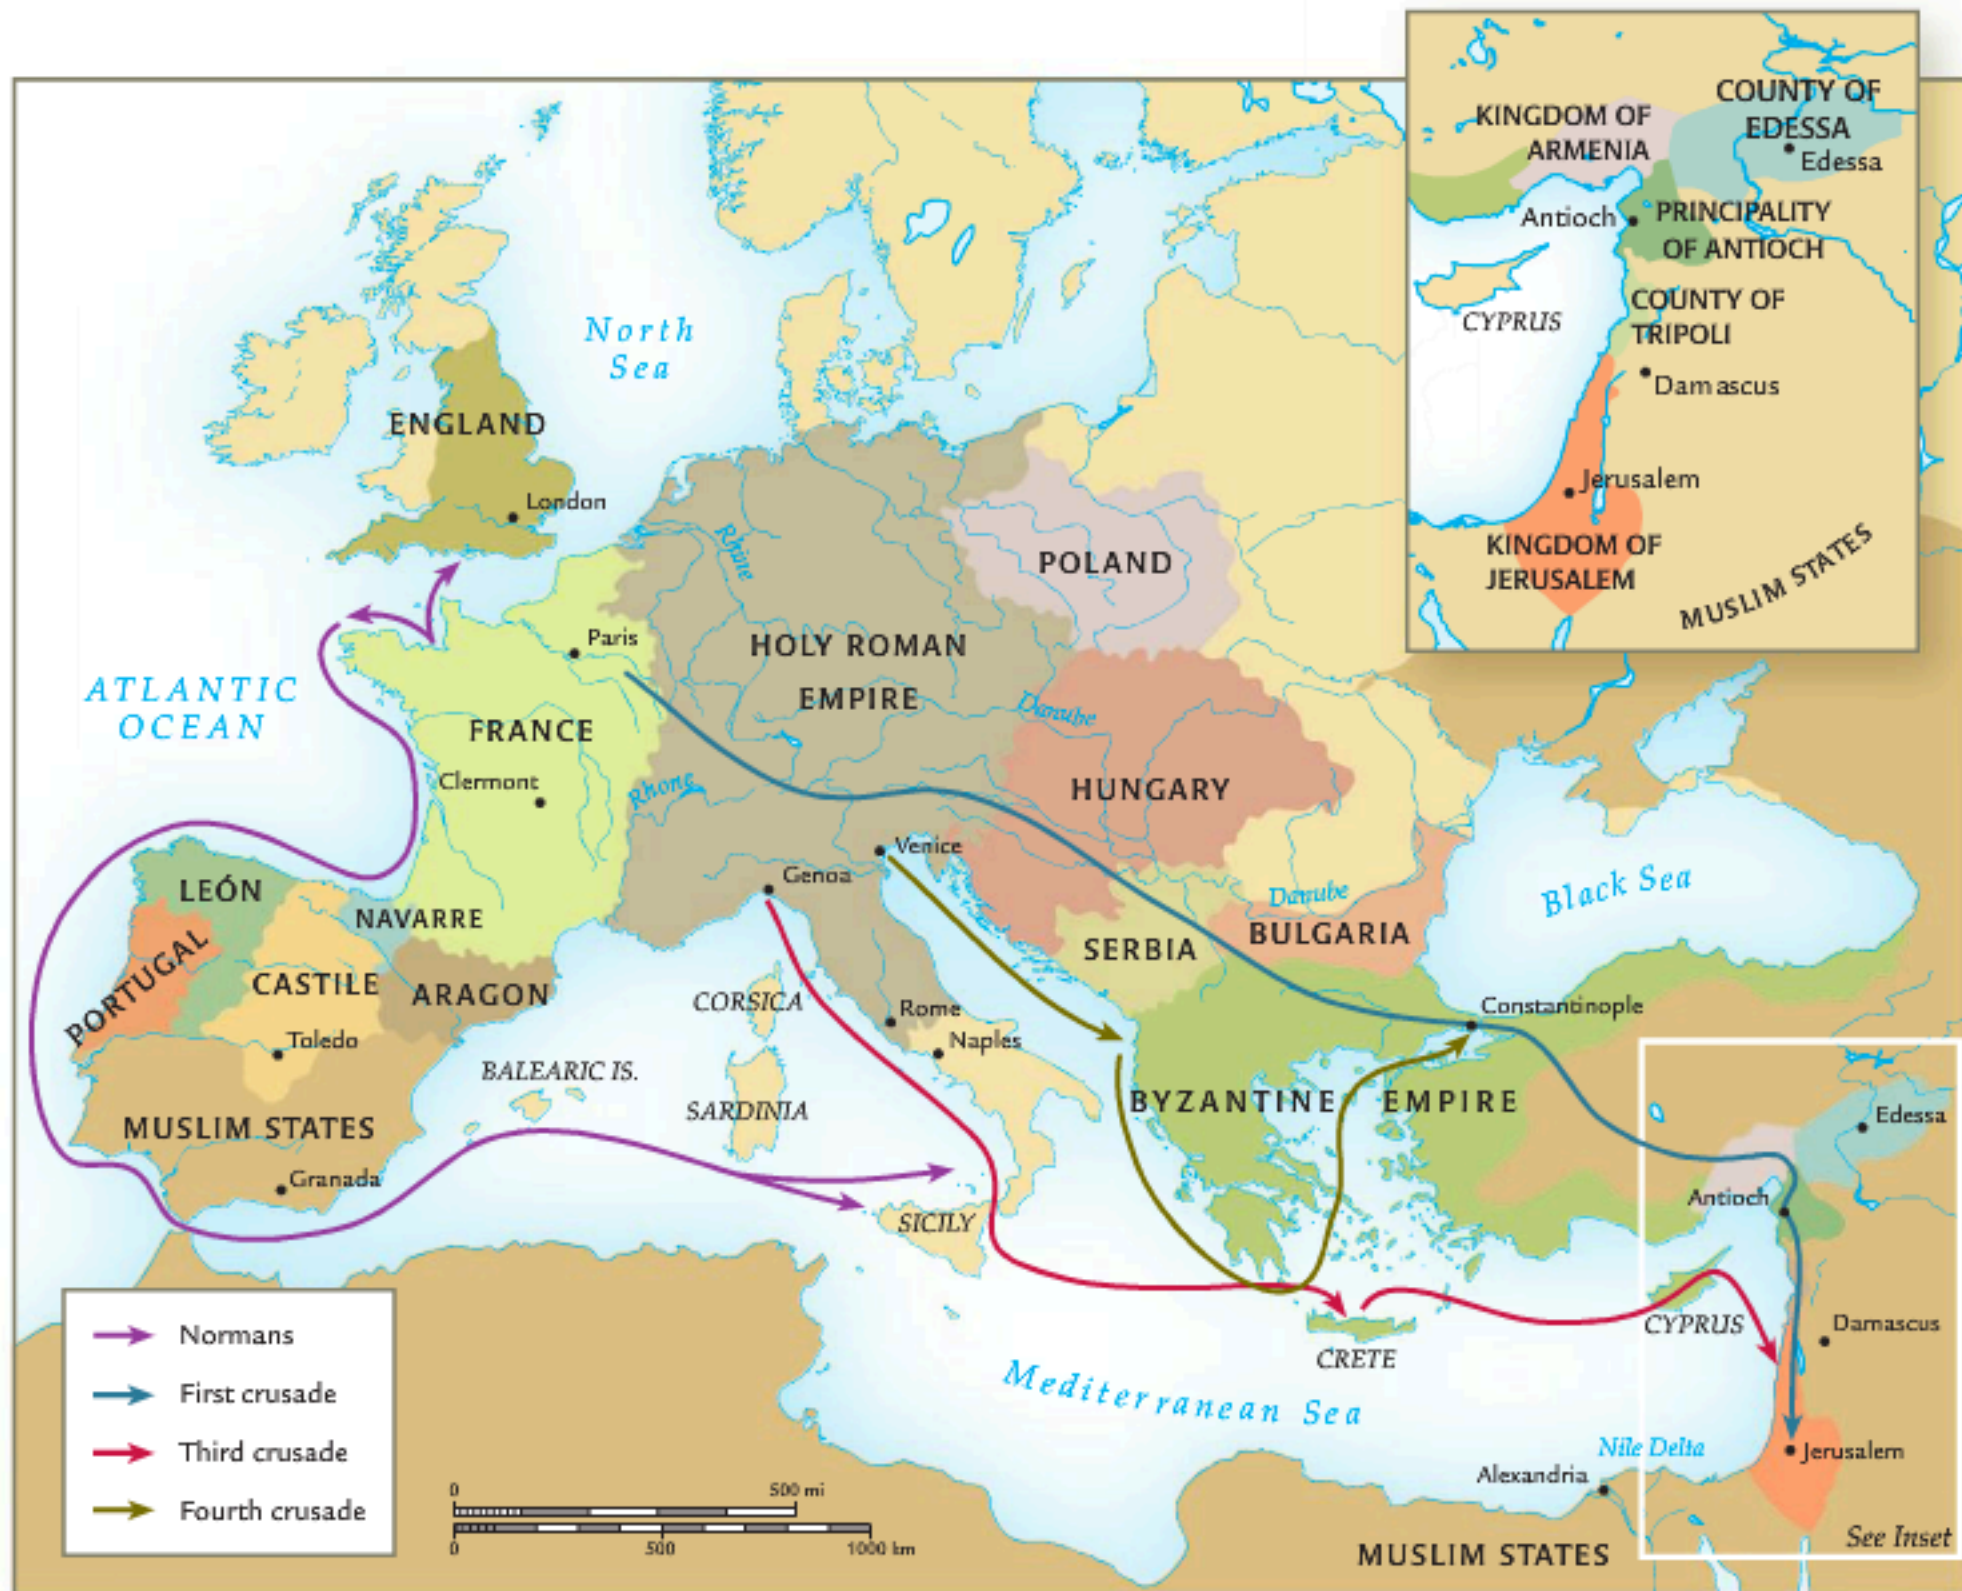 KINGDOM OF
ARMENIA
COUNTY OF
EDESSA
Edessa
Antioch
PRINCIPALITY
OF ANTIOCH
CYPRUS
COUNTY OF
TRIPOLI
Damascus
Jerusalem
KINGDOM OF
JERUSALEM
MUSLIM STATES
North
Sea
ENGLAND
London
Rhine
POLAND
Paris
HOLY ROMAN
EMPIRE
ATLANTIC
OCEAN
FRANCE
Danube
Clermont
Rhone
HUNGARY
Venice
Genoa
LEÓN
NAVARRE
Danube
Black Sea
BULGARIA
SERBIA
PORTUGAL
CASTILE
ARAGON
CORSICA
Rome
Constantinople
Toledo
Naples
BALEARIC IS.
SARDINIA
BYZANTINE EMPIRE
MUSLIM STATES
Edessa
Granada
Antioch
SICILY
CYPRUS
Damascus
CRETE
Mediterranean Sea
Nile Delta
Jerusalem
Alexandria
See Inset
MUSLIM STATES
Normans
First crusade
Third crusade
Fourth crusade
0 500 mi
0 500 1000 km